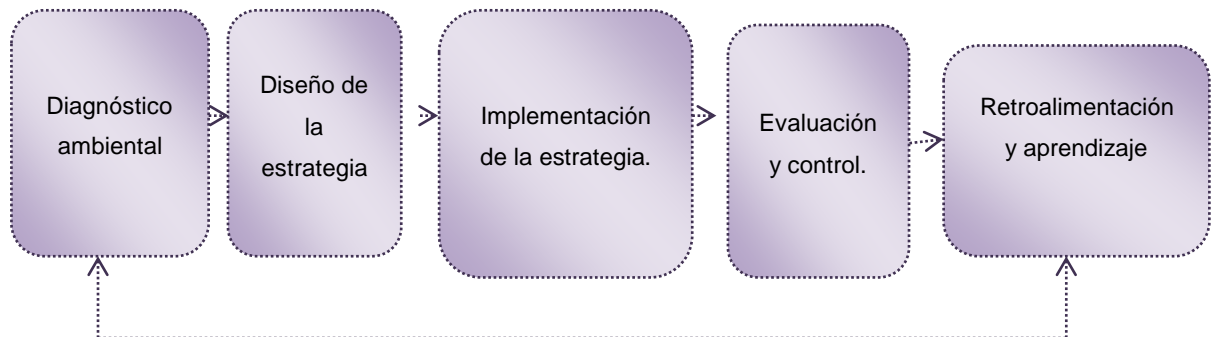 Diagnóstico
ambiental
Diseño de
la
estrategia
Implementación
de la estrategia.
Evaluación
y control.
Retroalimentación
y aprendizaje